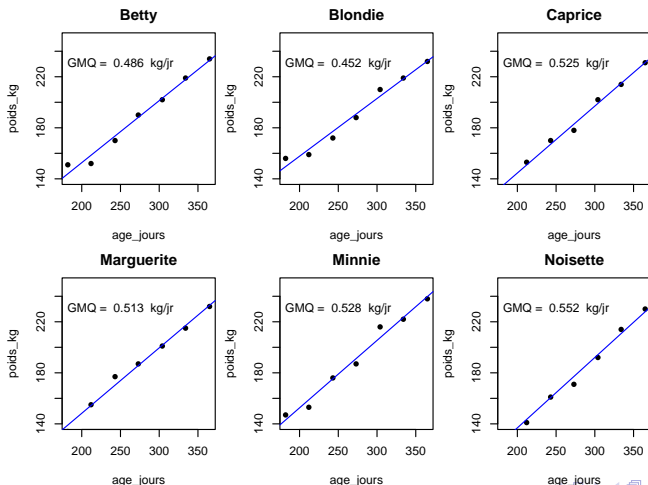 Betty
Blondie
Caprice
GMQ = 0.486 kg/jr
GMQ = 0.452 kg/jr
GMQ = 0.525 kg/jr
poids_kg
poids_kg
poids_kg
140 180 220
140 180 220
140 180 220
200 250 300 350
200 250 300 350
200 250 300 350
age_jours
age_jours
age_jours
Marguerite
Minnie
Noisette
GMQ = 0.513 kg/jr
GMQ = 0.528 kg/jr
GMQ = 0.552 kg/jr
poids_kg
poids_kg
poids_kg
140 180 220
140 180 220
140 180 220
200 250 300 350
200 250 300 350
200 250 300 350
age_jours
age_jours
age_jours